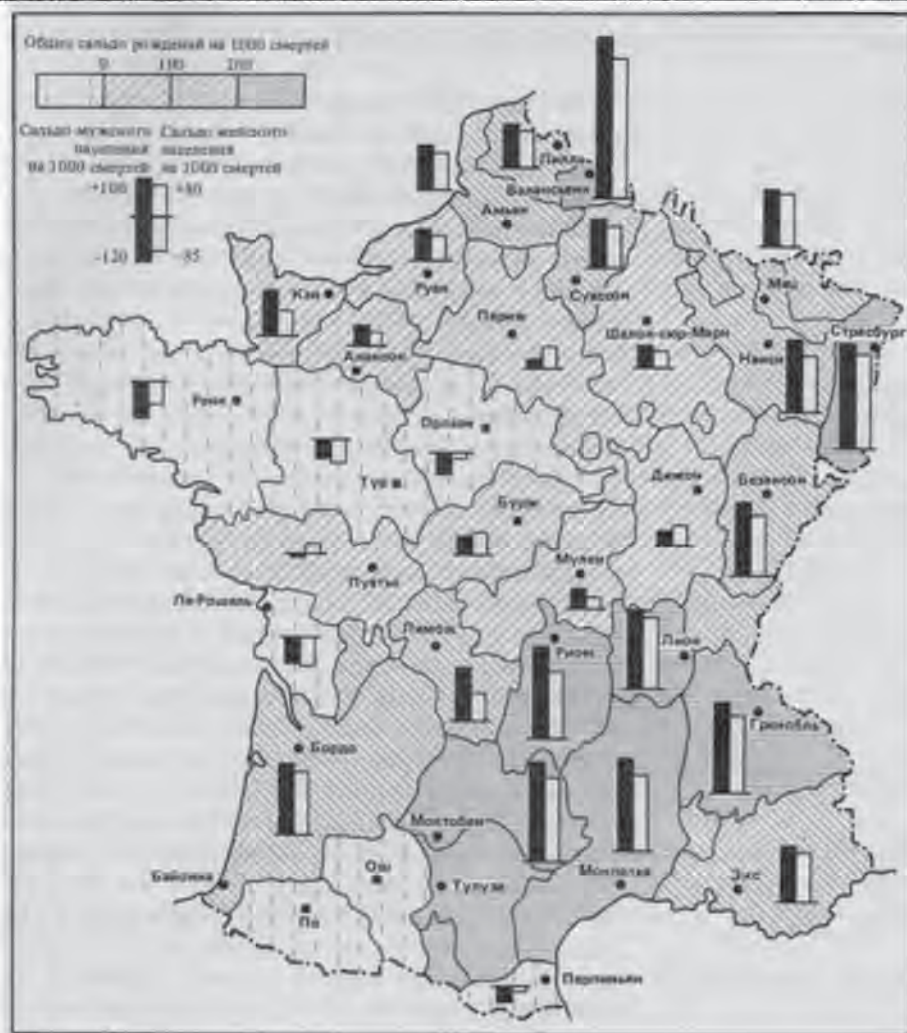 Общее сальдо рождений на 1000 смертей
0 100 200
Сальдо мужского Сальдо женского
населения населения
на 1000 смертей на 1000 смертей
+100 +80
-120 -95
Лилль
Валансьенн
Амьен
Мец
Кан
Руан
Суассон
Париж
Шалон-сюр-Марн
Страсбург
Нанси
Алансон
Ренн
Орлеан
Тур
Дижон
Безансон
Бурж
Мулен
Пуатье
Ла-Рошель
Лимож
Риом
Лион
Гренобль
Бордо
Монтобан
Ош
Байонна
Тулуза
Монпелье
Экс
По
Перпиньян